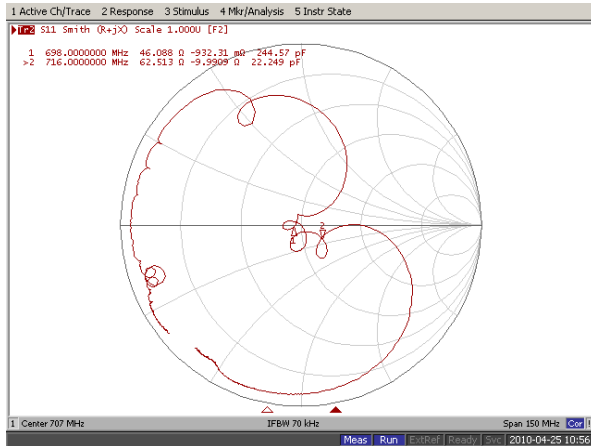 1 Active Ch/Trace 2 Response 3 Stimulus 4 Mkr/Analysis 5 Instr State
Tr2 S11 Smith (R+jX) Scale 1.000U [F2]
1 698.0000000 MHz 46.088 Ω -932.31 mΩ 244.57 pF
>2 716.0000000 MHz 62.513 Ω -9.9909 Ω 22.249 pF
2
1
1 Center 707 MHz IFBW 70 kHz Span 150 MHz Cor !
Meas Run ExtRef Ready Svc 2010-04-25 10:56